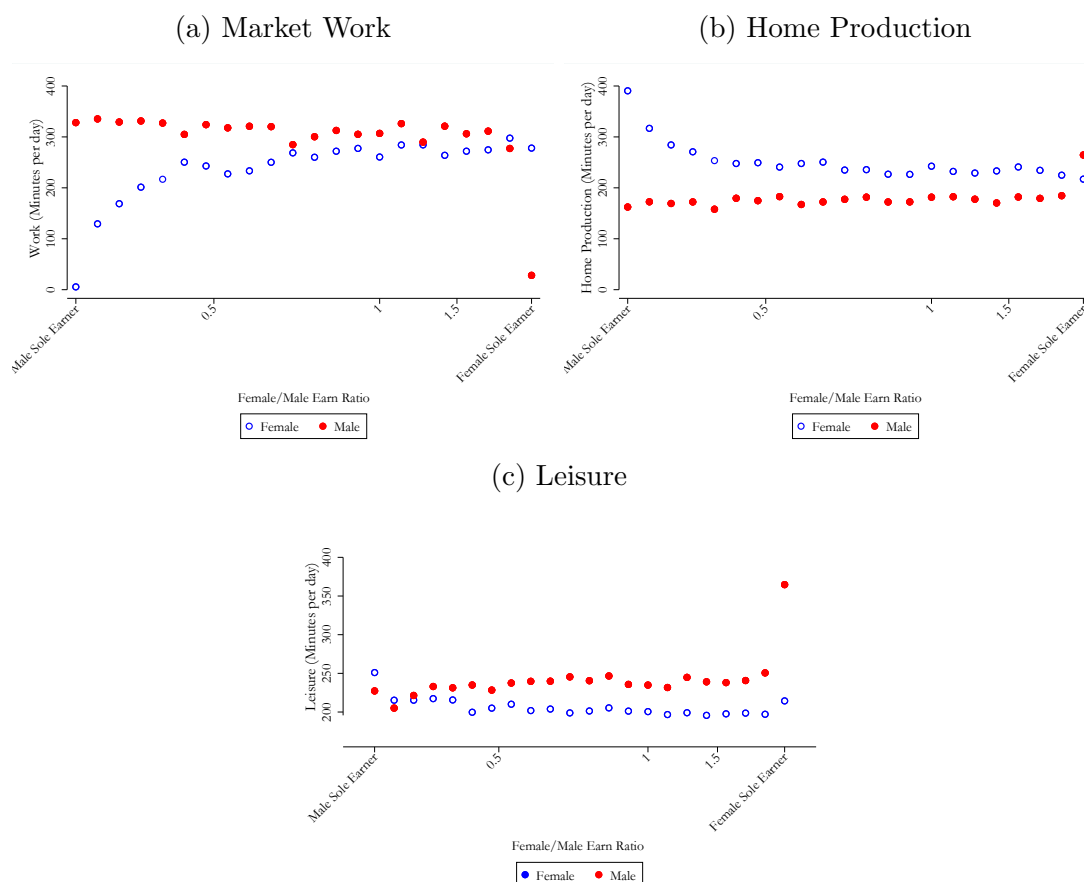 (a) Market Work
Work (Minutes per day)
400
300
200
100
0
Male Sole Earner
0.5
1
1.5
Female Sole Earner
Female/Male Earn Ratio
Female
Male
(b) Home Production
Home Production (Minutes per day)
400
300
200
100
0
Male Sole Earner
0.5
1
1.5
Female Sole Earner
Female/Male Earn Ratio
Female
Male
(c) Leisure
Leisure (Minutes per day)
400
350
300
250
200
Male Sole Earner
0.5
1
1.5
Female Sole Earner
Female/Male Earn Ratio
Female
Male